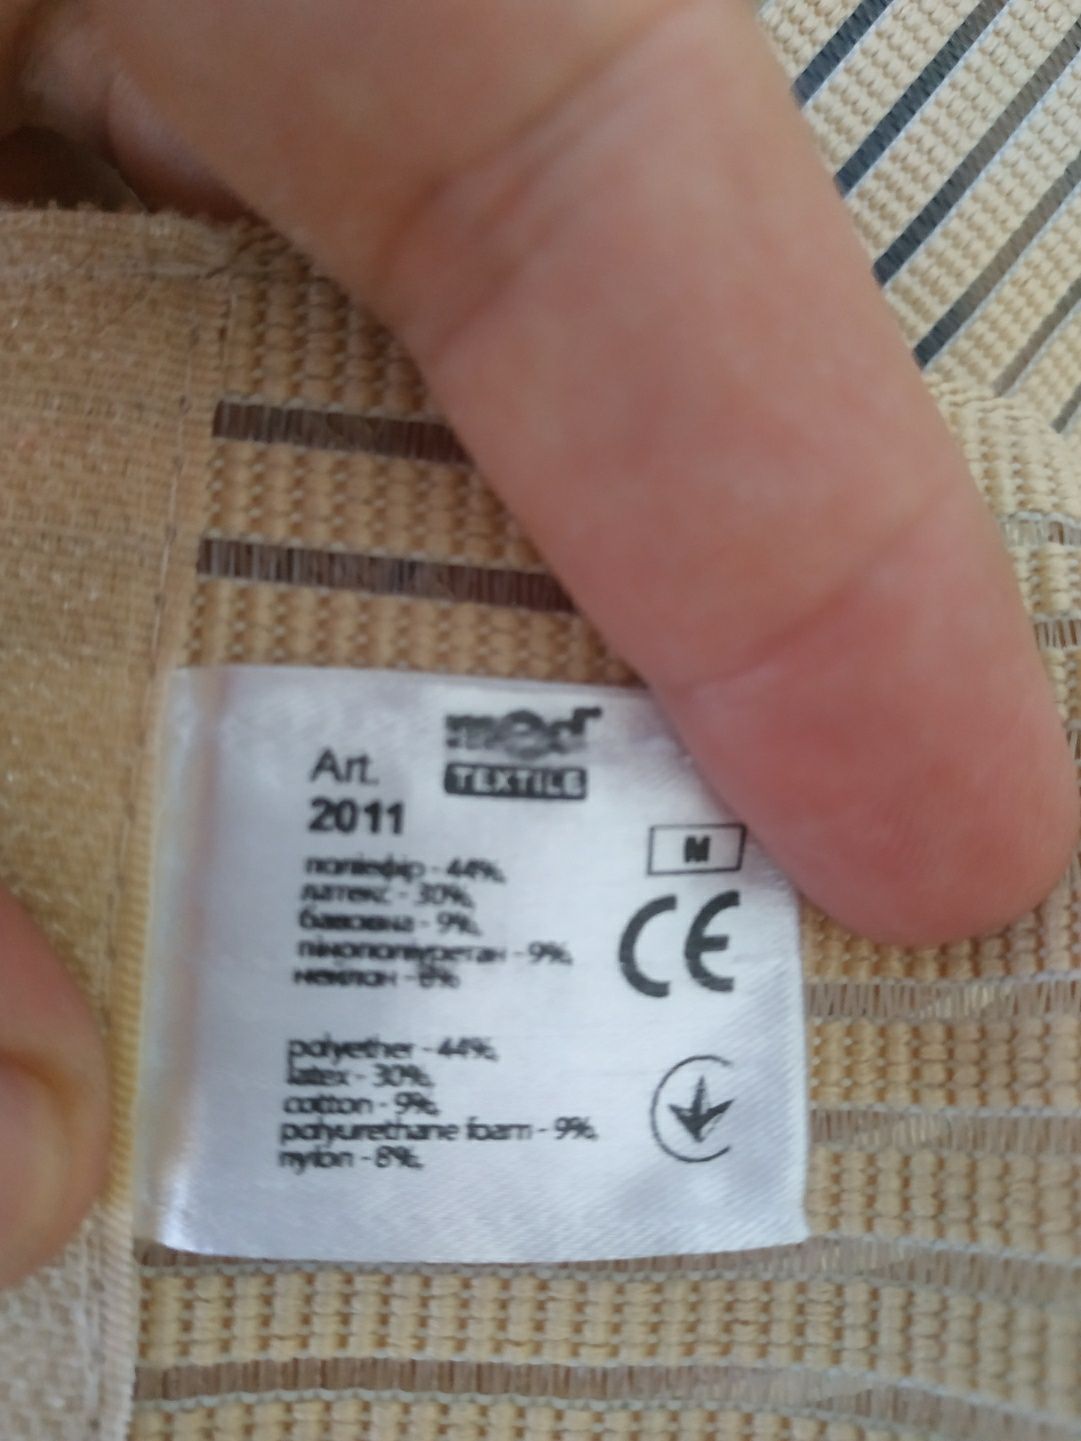 med
TEXTILE
Art.
2011
M
поліефір - 44%,
латекс - 30%,
бавовна - 9%,
пінополіуретан - 9%,
нейлон - 8%
CE
polyether - 44%,
latex - 30%,
cotton - 9%,
polyurethane foam - 9%,
nylon - 8%,